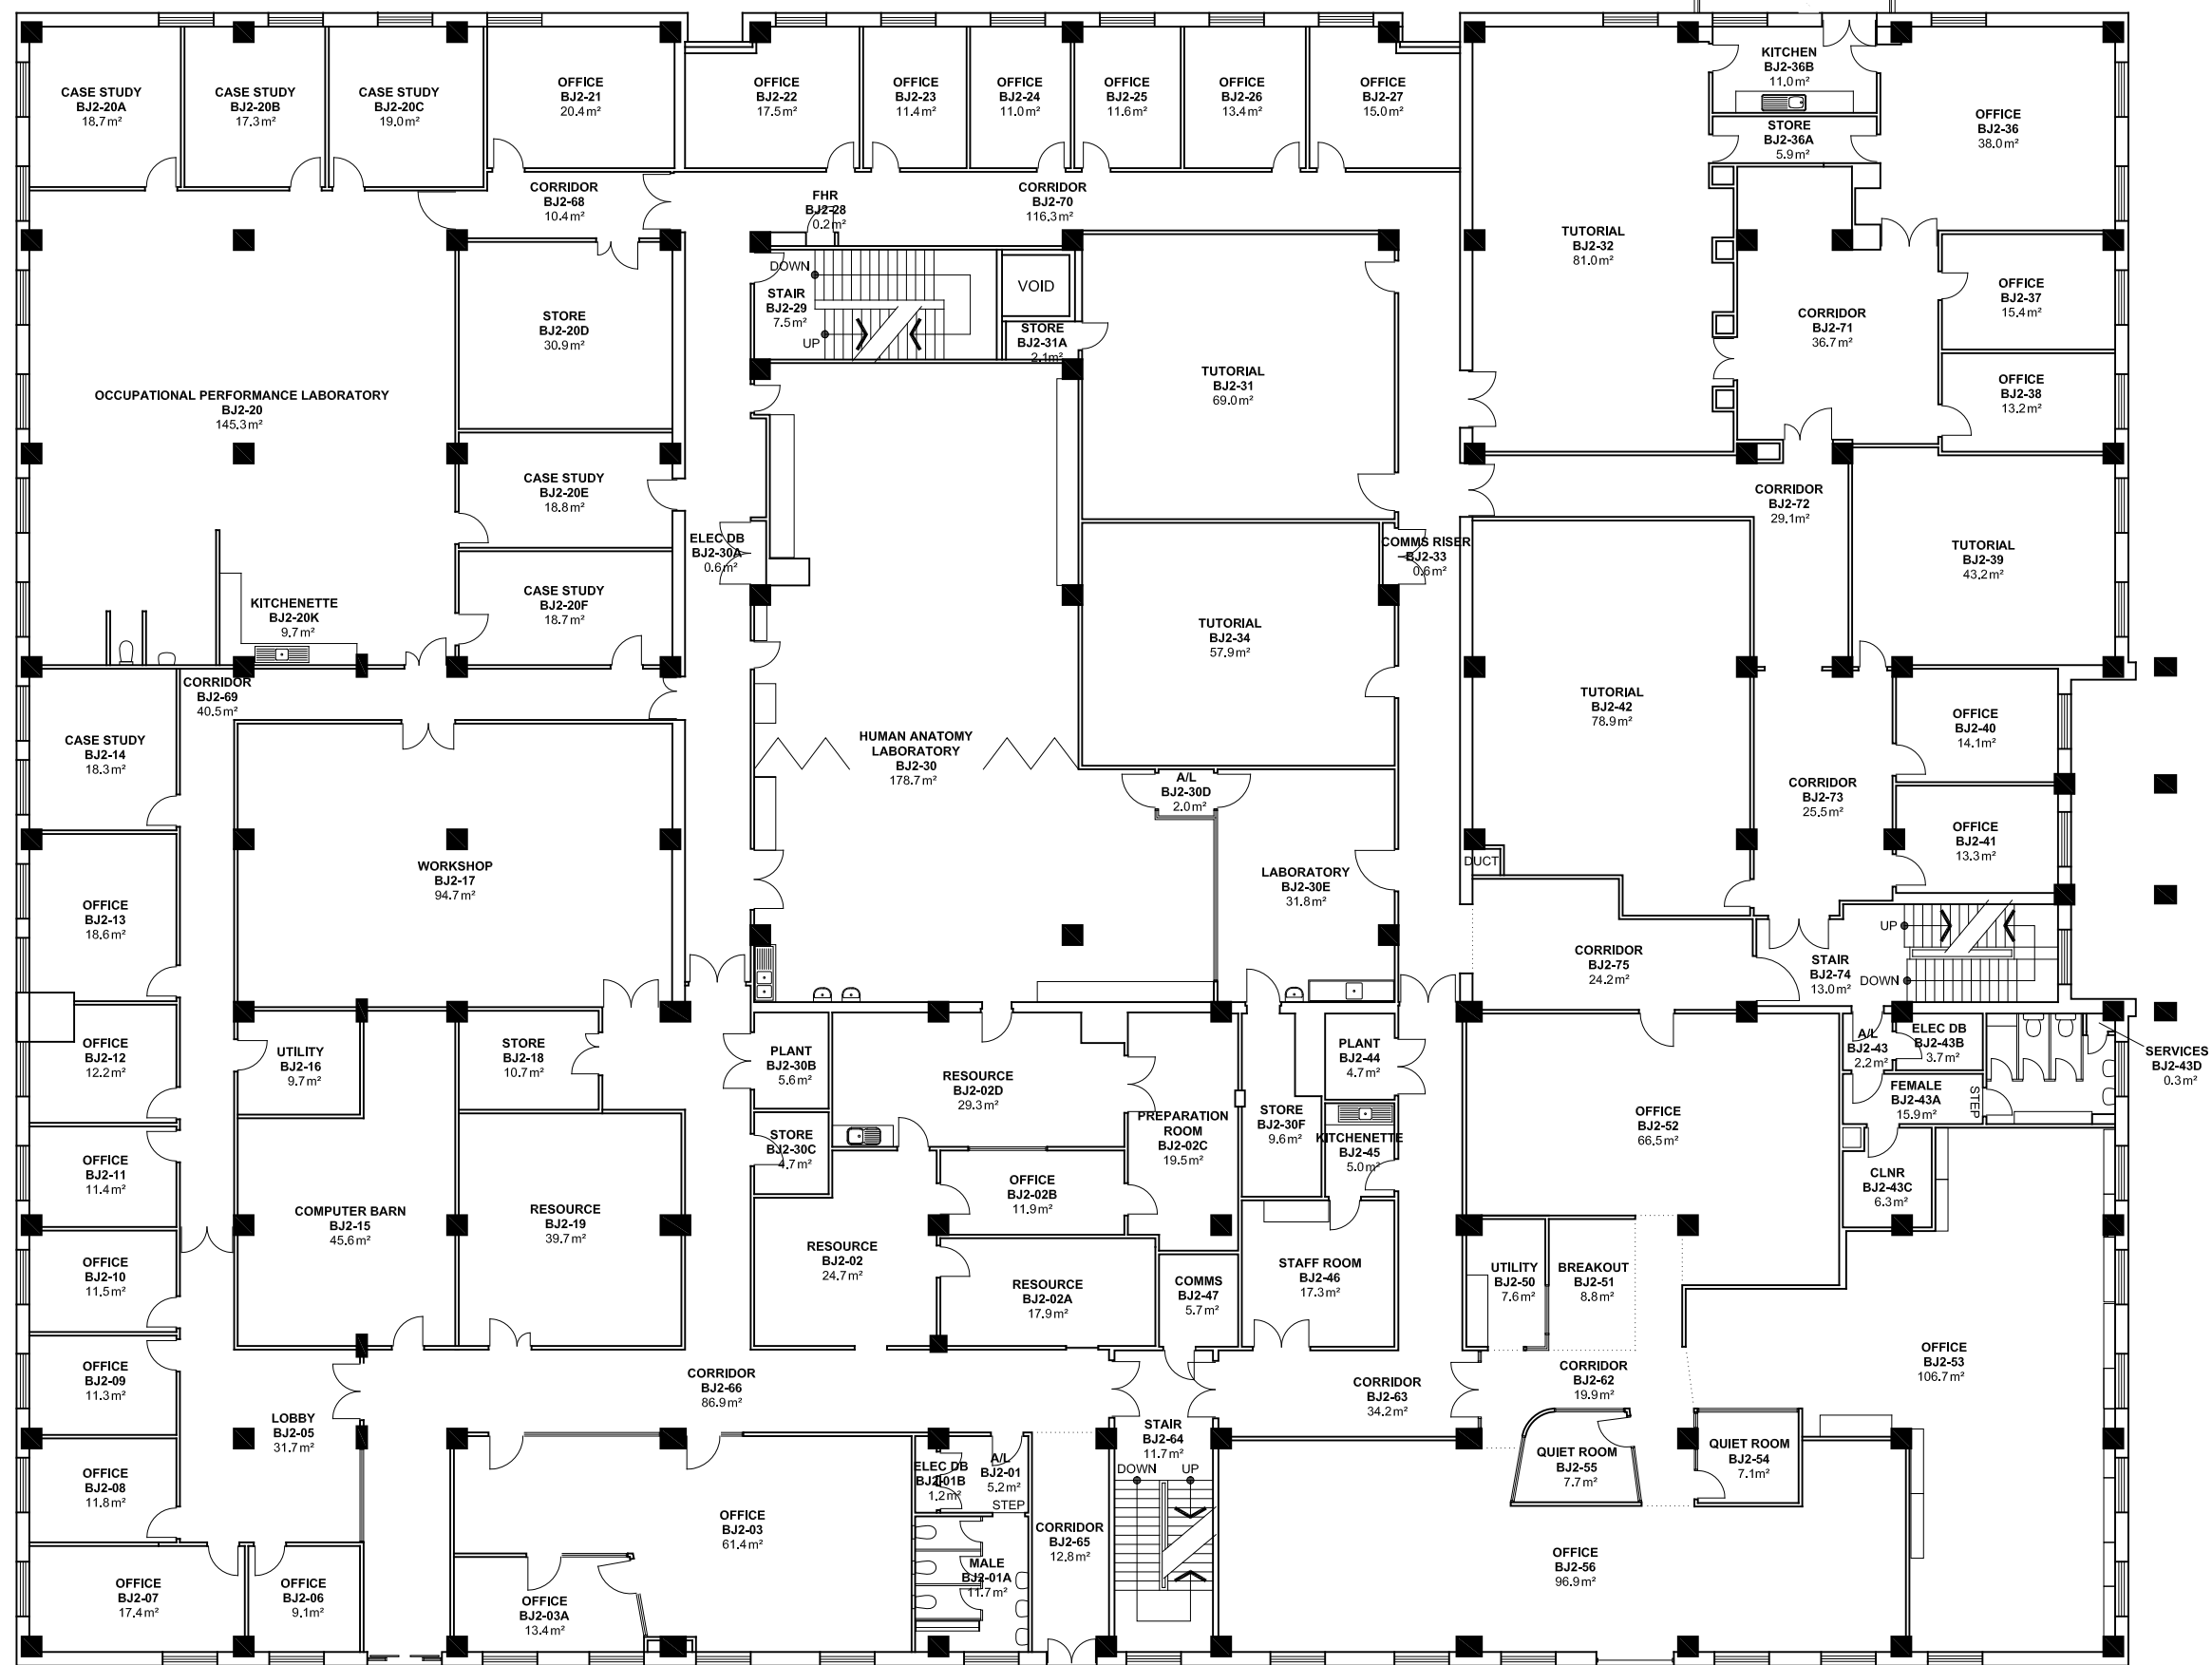 CASE STUDY
BJ2-20A
18.7m²
CASE STUDY
BJ2-20B
17.3m²
CASE STUDY
BJ2-20C
19.0m²
OFFICE
BJ2-21
20.4m²
OFFICE
BJ2-22
17.5m²
OFFICE
BJ2-23
11.4m²
OFFICE
BJ2-24
11.0m²
OFFICE
BJ2-25
11.6m²
OFFICE
BJ2-26
13.4m²
OFFICE
BJ2-27
15.0m²
KITCHEN
BJ2-36B
11.0m²
STORE
BJ2-36A
5.9m²
OFFICE
BJ2-36
38.0m²
CORRIDOR
BJ2-68
10.4m²
FHR
BJ2-28
0.2m²
CORRIDOR
BJ2-70
116.3m²
TUTORIAL
BJ2-32
81.0m²
DOWN
STAIR
BJ2-29
7.5m²
UP
VOID
STORE
BJ2-31A
2.1m²
STORE
BJ2-20D
30.9m²
OFFICE
BJ2-37
15.4m²
CORRIDOR
BJ2-71
36.7m²
OFFICE
BJ2-38
13.2m²
TUTORIAL
BJ2-31
69.0m²
OCCUPATIONAL PERFORMANCE LABORATORY
BJ2-20
145.3m²
CASE STUDY
BJ2-20E
18.8m²
CORRIDOR
BJ2-72
29.1m²
ELEC DB
BJ2-30A
0.6m²
COMMS RISER
BJ2-33
0.6m²
TUTORIAL
BJ2-39
43.2m²
CASE STUDY
BJ2-20F
18.7m²
KITCHENETTE
BJ2-20K
9.7m²
TUTORIAL
BJ2-34
57.9m²
CORRIDOR
BJ2-69
40.5m²
TUTORIAL
BJ2-42
78.9m²
OFFICE
BJ2-40
14.1m²
CASE STUDY
BJ2-14
18.3m²
HUMAN ANATOMY
LABORATORY
BJ2-30
178.7m²
A/L
BJ2-30D
2.0m²
CORRIDOR
BJ2-73
25.5m²
OFFICE
BJ2-41
13.3m²
WORKSHOP
BJ2-17
94.7m²
LABORATORY
BJ2-30E
31.8m²
DUCT
OFFICE
BJ2-13
18.6m²
CORRIDOR
BJ2-75
24.2m²
UP
STAIR
BJ2-74
13.0m²
DOWN
OFFICE
BJ2-12
12.2m²
UTILITY
BJ2-16
9.7m²
STORE
BJ2-18
10.7m²
PLANT
BJ2-30B
5.6m²
RESOURCE
BJ2-02D
29.3m²
PLANT
BJ2-44
4.7m²
A/L
BJ2-43
2.2m²
ELEC DB
BJ2-43B
3.7m²
SERVICES
BJ2-43D
0.3m²
FEMALE
BJ2-43A
15.9m²
STEP
PREPARATION
ROOM
BJ2-02C
19.5m²
STORE
BJ2-30F
9.6m²
KITCHENETTE
BJ2-45
5.0m²
OFFICE
BJ2-52
66.5m²
STORE
BJ2-30C
4.7m²
OFFICE
BJ2-11
11.4m²
OFFICE
BJ2-02B
11.9m²
CLNR
BJ2-43C
6.3m²
COMPUTER BARN
BJ2-15
45.6m²
RESOURCE
BJ2-19
39.7m²
RESOURCE
BJ2-02
24.7m²
OFFICE
BJ2-10
11.5m²
RESOURCE
BJ2-02A
17.9m²
COMMS
BJ2-47
5.7m²
STAFF ROOM
BJ2-46
17.3m²
UTILITY
BJ2-50
7.6m²
BREAKOUT
BJ2-51
8.8m²
OFFICE
BJ2-09
11.3m²
CORRIDOR
BJ2-66
86.9m²
CORRIDOR
BJ2-63
34.2m²
CORRIDOR
BJ2-62
19.9m²
OFFICE
BJ2-53
106.7m²
LOBBY
BJ2-05
31.7m²
STAIR
BJ2-64
11.7m²
DOWN
UP
QUIET ROOM
BJ2-55
7.7m²
QUIET ROOM
BJ2-54
7.1m²
OFFICE
BJ2-08
11.8m²
ELEC DB
BJ2-01B
1.2m²
A/L
BJ2-01
5.2m²
STEP
OFFICE
BJ2-03
61.4m²
CORRIDOR
BJ2-65
12.8m²
MALE
BJ2-01A
11.7m²
OFFICE
BJ2-56
96.9m²
OFFICE
BJ2-07
17.4m²
OFFICE
BJ2-06
9.1m²
OFFICE
BJ2-03A
13.4m²